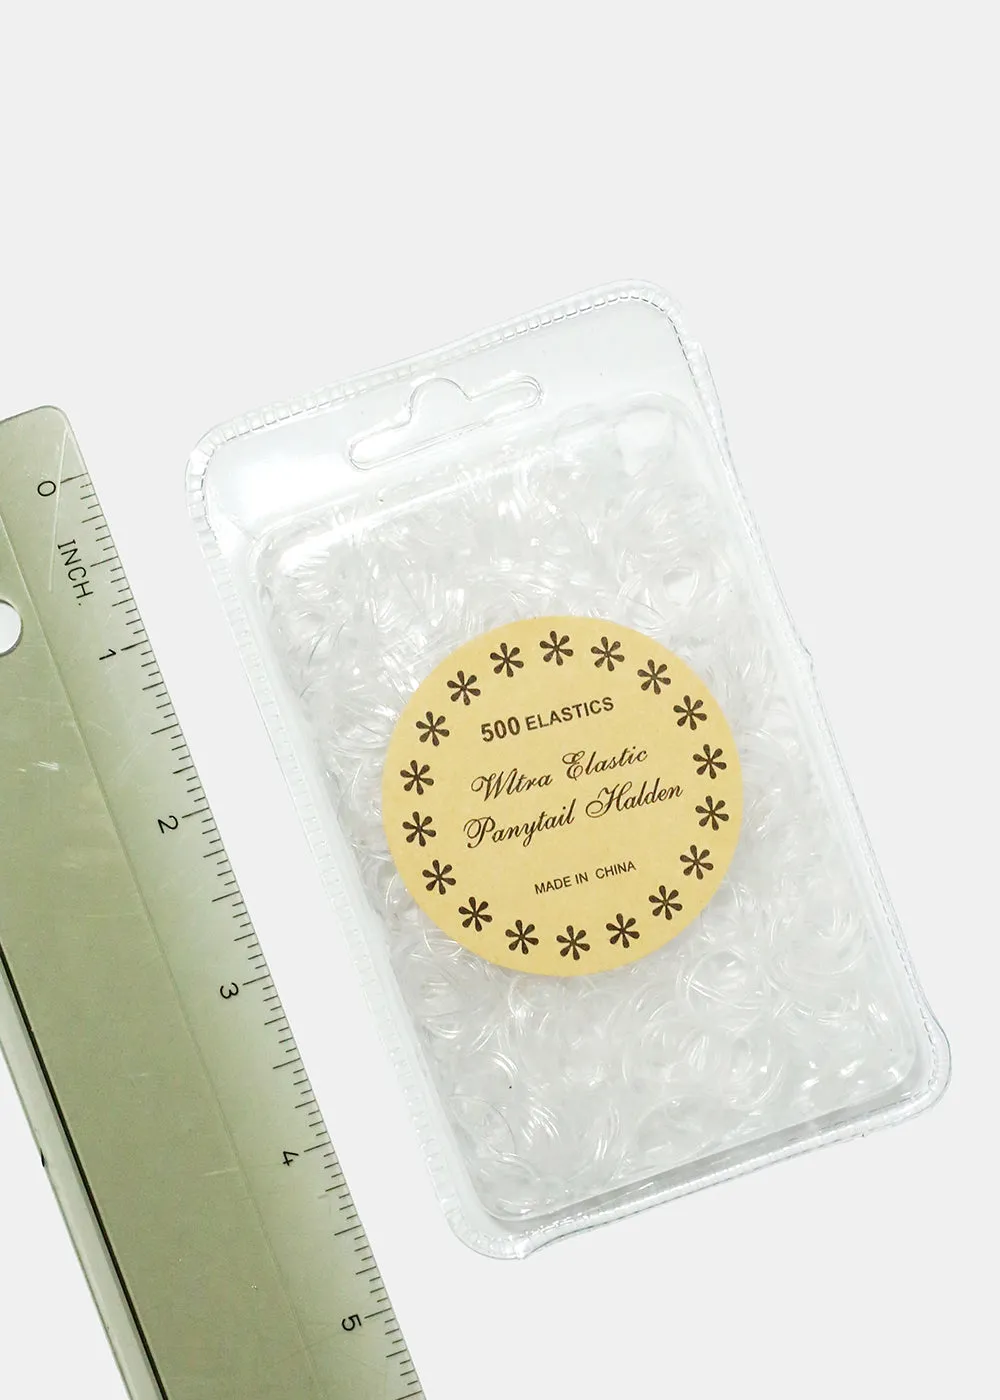 0
INCH.
1
2
3
4
5
500 ELASTICS
Wltra Elastic
Panytail Halden
MADE IN CHINA